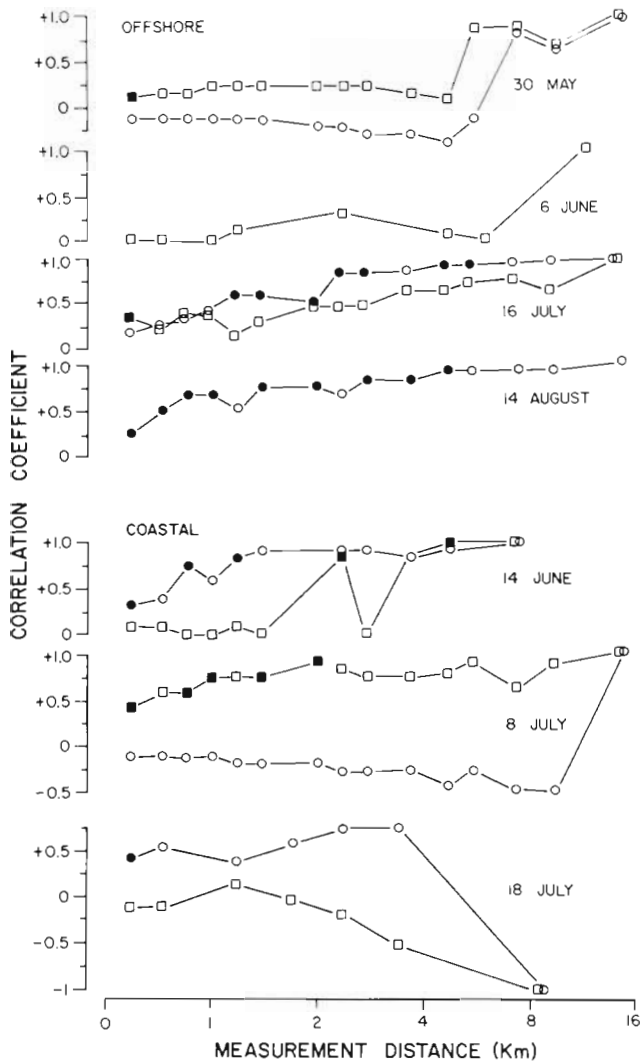 OFFSHORE
+1.0
+0.5
0
30 MAY
+1.0
+0.5
0
6 JUNE
+1.0
+0.5
0
16 JULY
+1.0
+0.5
0
14 AUGUST
CORRELATION COEFFICIENT
COASTAL
+1.0
+0.5
0
14 JUNE
+1.0
+0.5
0
-0.5
8 JULY
+0.5
0
-0.5
-1
18 JULY
0 1 2 4 8 16
MEASUREMENT DISTANCE (Km)